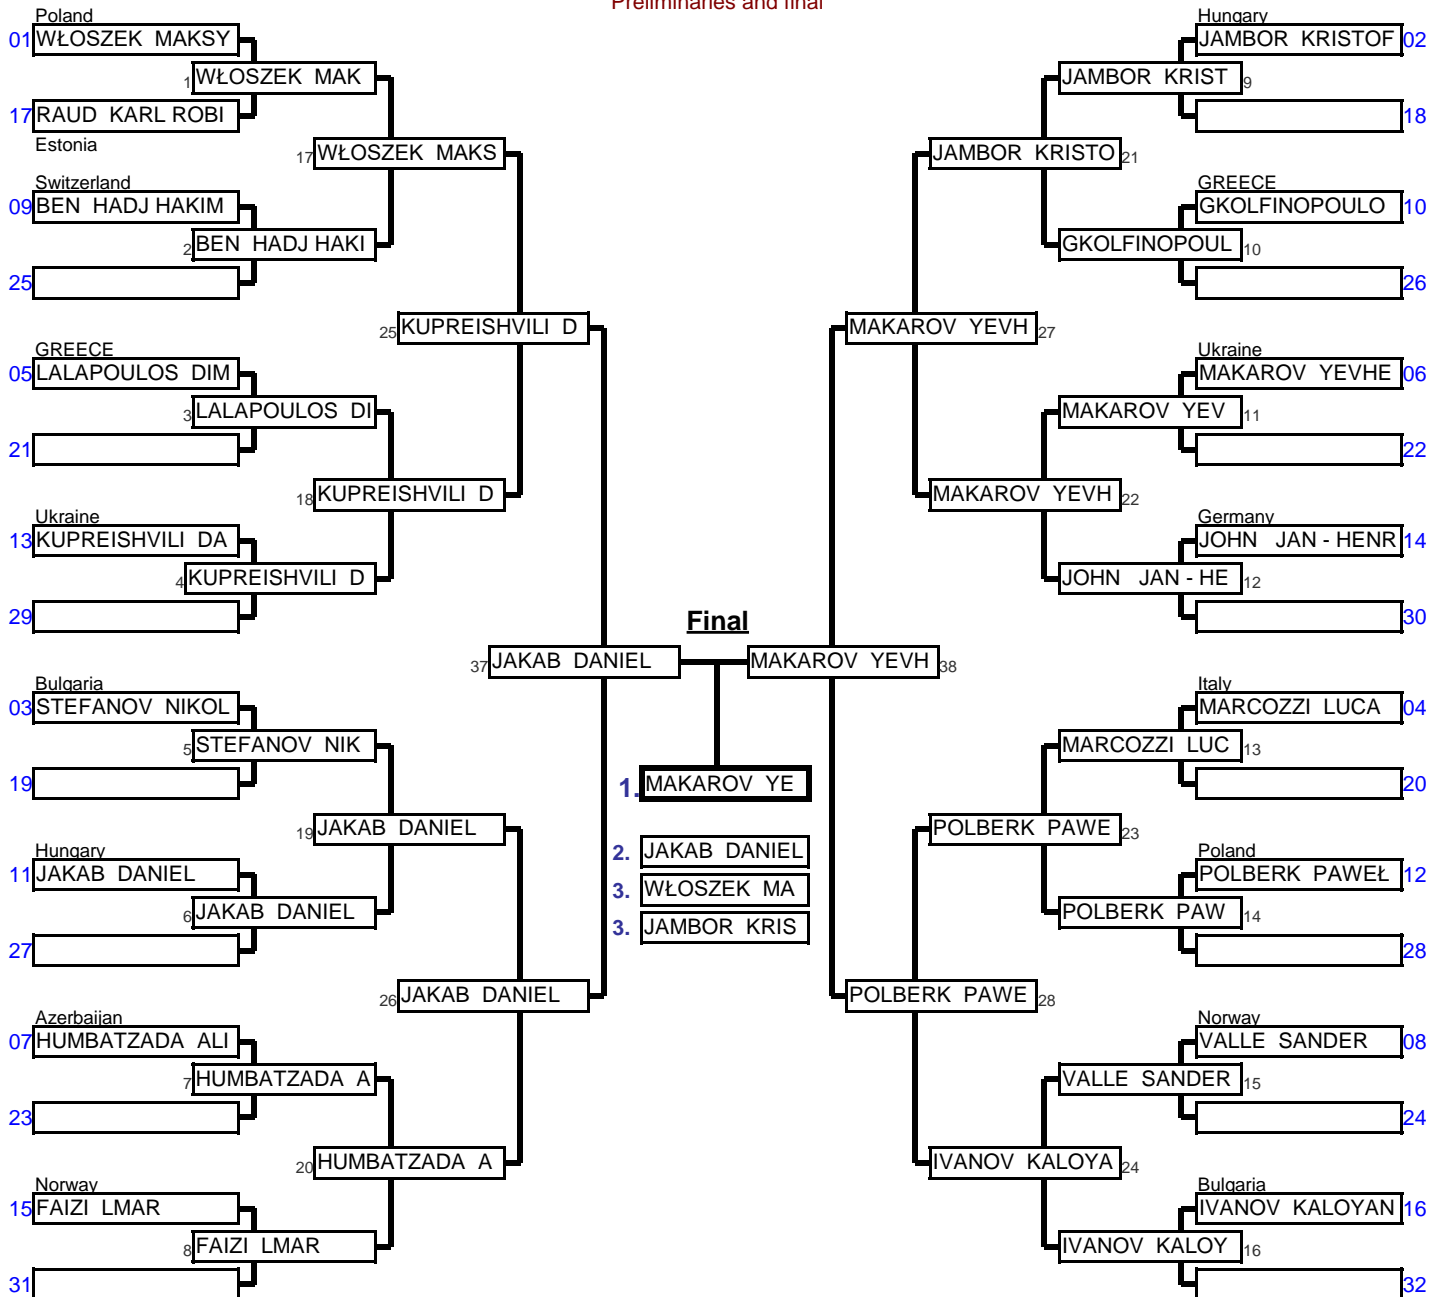 Preliminaries and final
Poland
01 WŁOSZEK MAKSY
1 WŁOSZEK MAK
17 RAUD KARL ROBI
Estonia
17 WŁOSZEK MAKS
Switzerland
09 BEN HADJ HAKIM
2 BEN HADJ HAKI
25
25 KUPREISHVILI D
GREECE
05 LALAPOULOS DIM
3 LALAPOULOS DI
21
18 KUPREISHVILI D
Ukraine
13 KUPREISHVILI DA
4 KUPREISHVILI D
29
37 JAKAB DANIEL
Bulgaria
03 STEFANOV NIKOL
5 STEFANOV NIK
19
19 JAKAB DANIEL
Hungary
11 JAKAB DANIEL
6 JAKAB DANIEL
27
26 JAKAB DANIEL
Azerbaijan
07 HUMBATZADA ALI
7 HUMBATZADA A
23
20 HUMBATZADA A
Norway
15 FAIZI LMAR
8 FAIZI LMAR
31
Final
1. MAKAROV YE
2. JAKAB DANIEL
3. WŁOSZEK MA
3. JAMBOR KRIS
Hungary
JAMBOR KRISTOF 02
JAMBOR KRIST 9
18
JAMBOR KRISTO 21
GREECE
GKOLFINOPOULO 10
GKOLFINOPOUL 10
26
MAKAROV YEVH 27
Ukraine
MAKAROV YEVHE 06
MAKAROV YEV 11
22
MAKAROV YEVH 22
Germany
JOHN JAN - HENR 14
JOHN JAN - HE 12
30
MAKAROV YEVH 38
Italy
MARCOZZI LUCA 04
MARCOZZI LUC 13
20
POLBERK PAWE 23
Poland
POLBERK PAWEŁ 12
POLBERK PAW 14
28
POLBERK PAWE 28
Norway
VALLE SANDER 08
VALLE SANDER 15
24
IVANOV KALOYA 24
Bulgaria
IVANOV KALOYAN 16
IVANOV KALOY 16
32